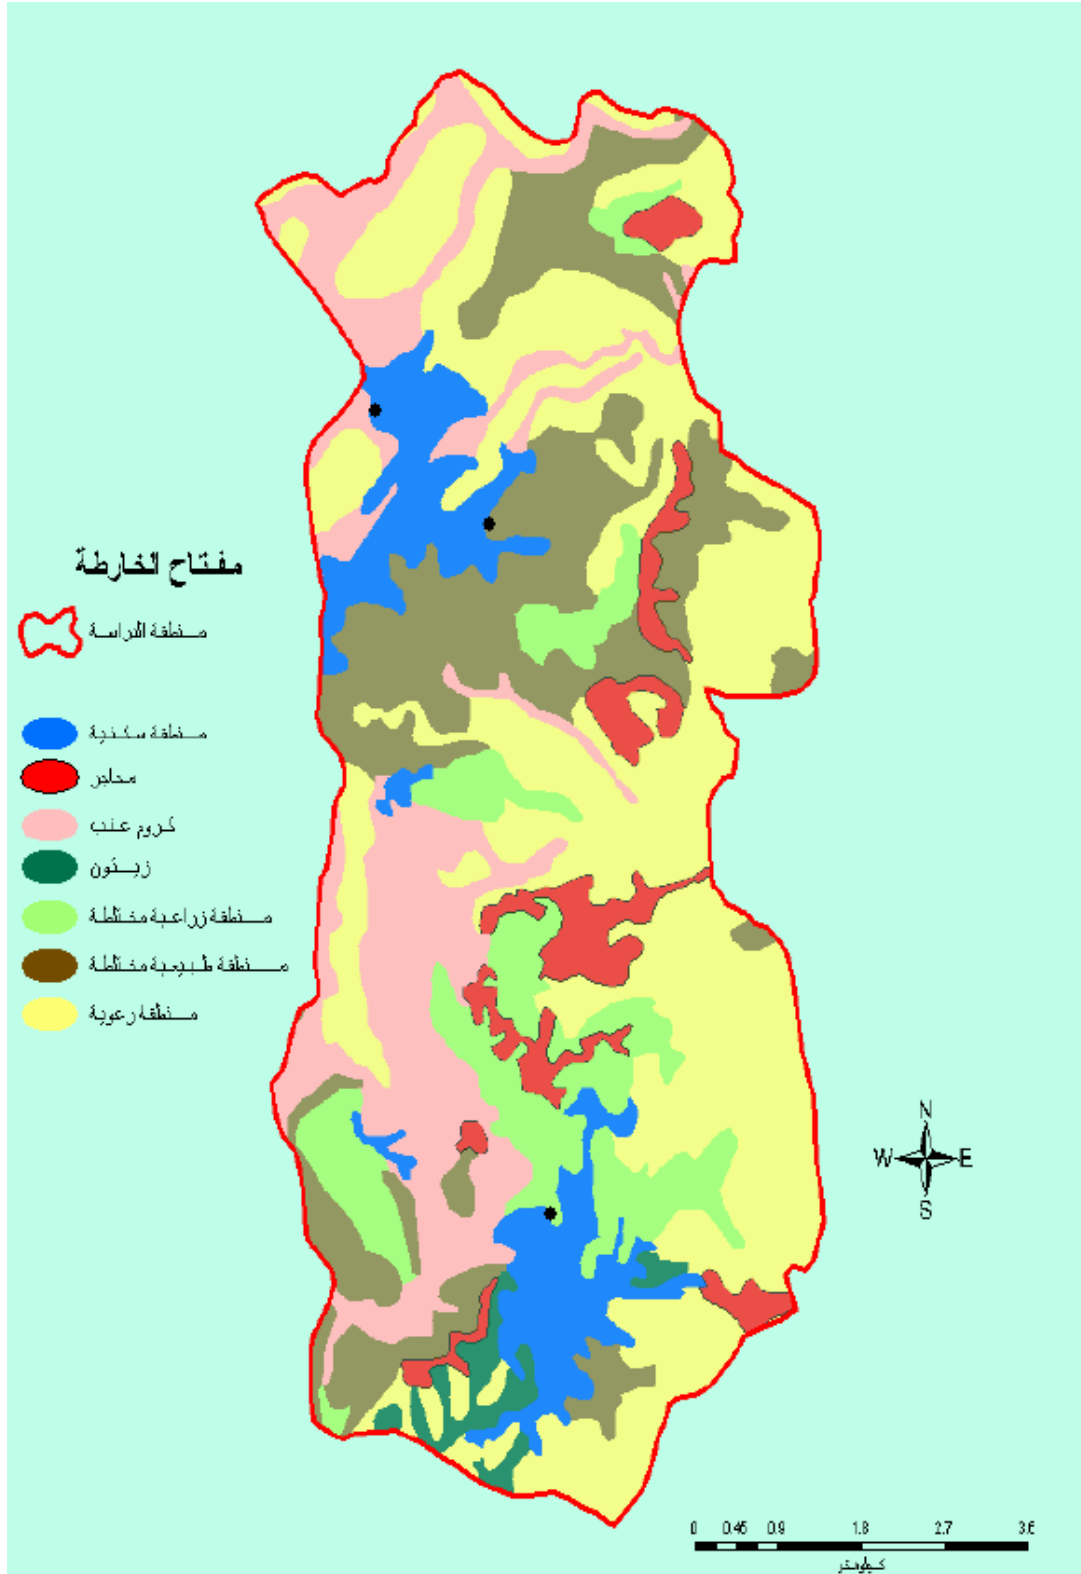 مفتاح الخارطة
منطقة الدراسة
منطقة سكنية
محاجر
كروم عنب
زيتون
منطقة زراعية مختلطة
منطقة طبيعية مختلطة
منطقة رعوية
N
W E
S
0 0.45 0.9 1.8 2.7 3.6
كيلومتر